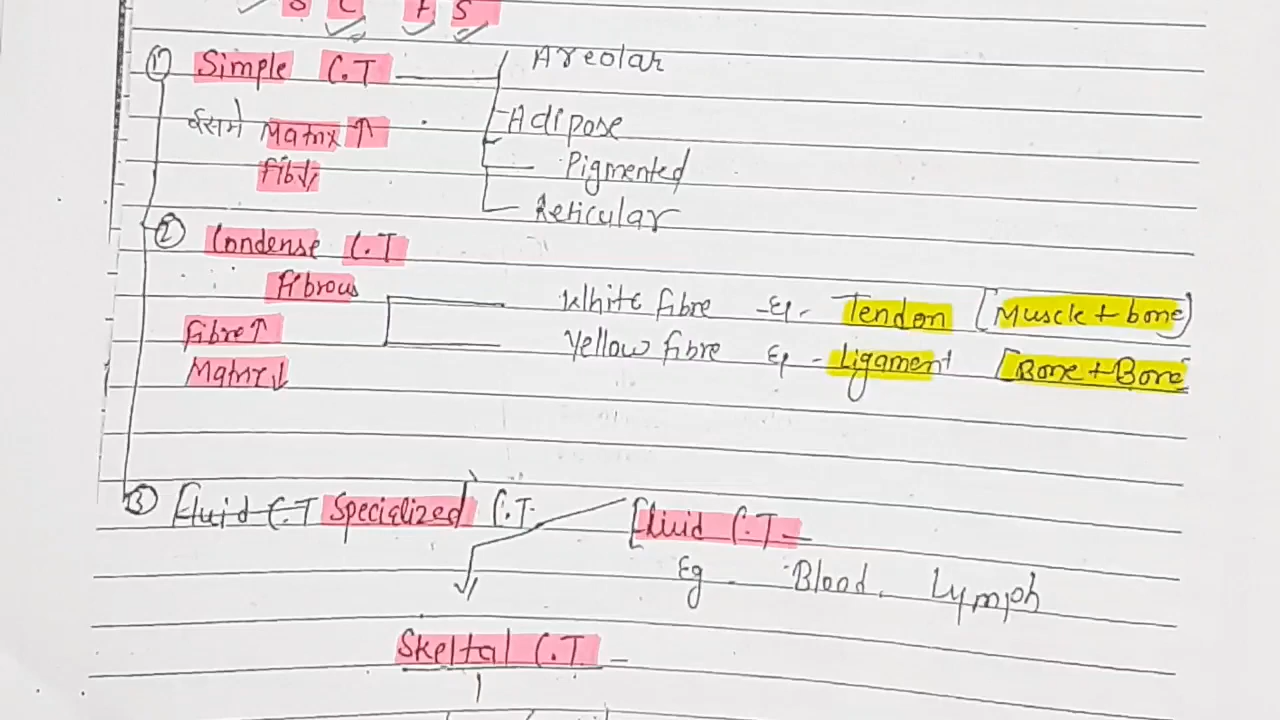 S C F S
① Simple C.T
Areolar
Adipose
Pigmented
Reticular
इसमे Matrix ↑
fib ↓
② Condense C.T
fibrous
Fibre ↑
Matrix ↓
White fibre - Eg - Tendon [Muscle + bone)
Yellow fibre Eg - Ligament [Bone + Bone
③ Fluid C.T Specialized C.T.
[Fluid C.T -
Eg - Blood, Lymph
Skeltal C.T -